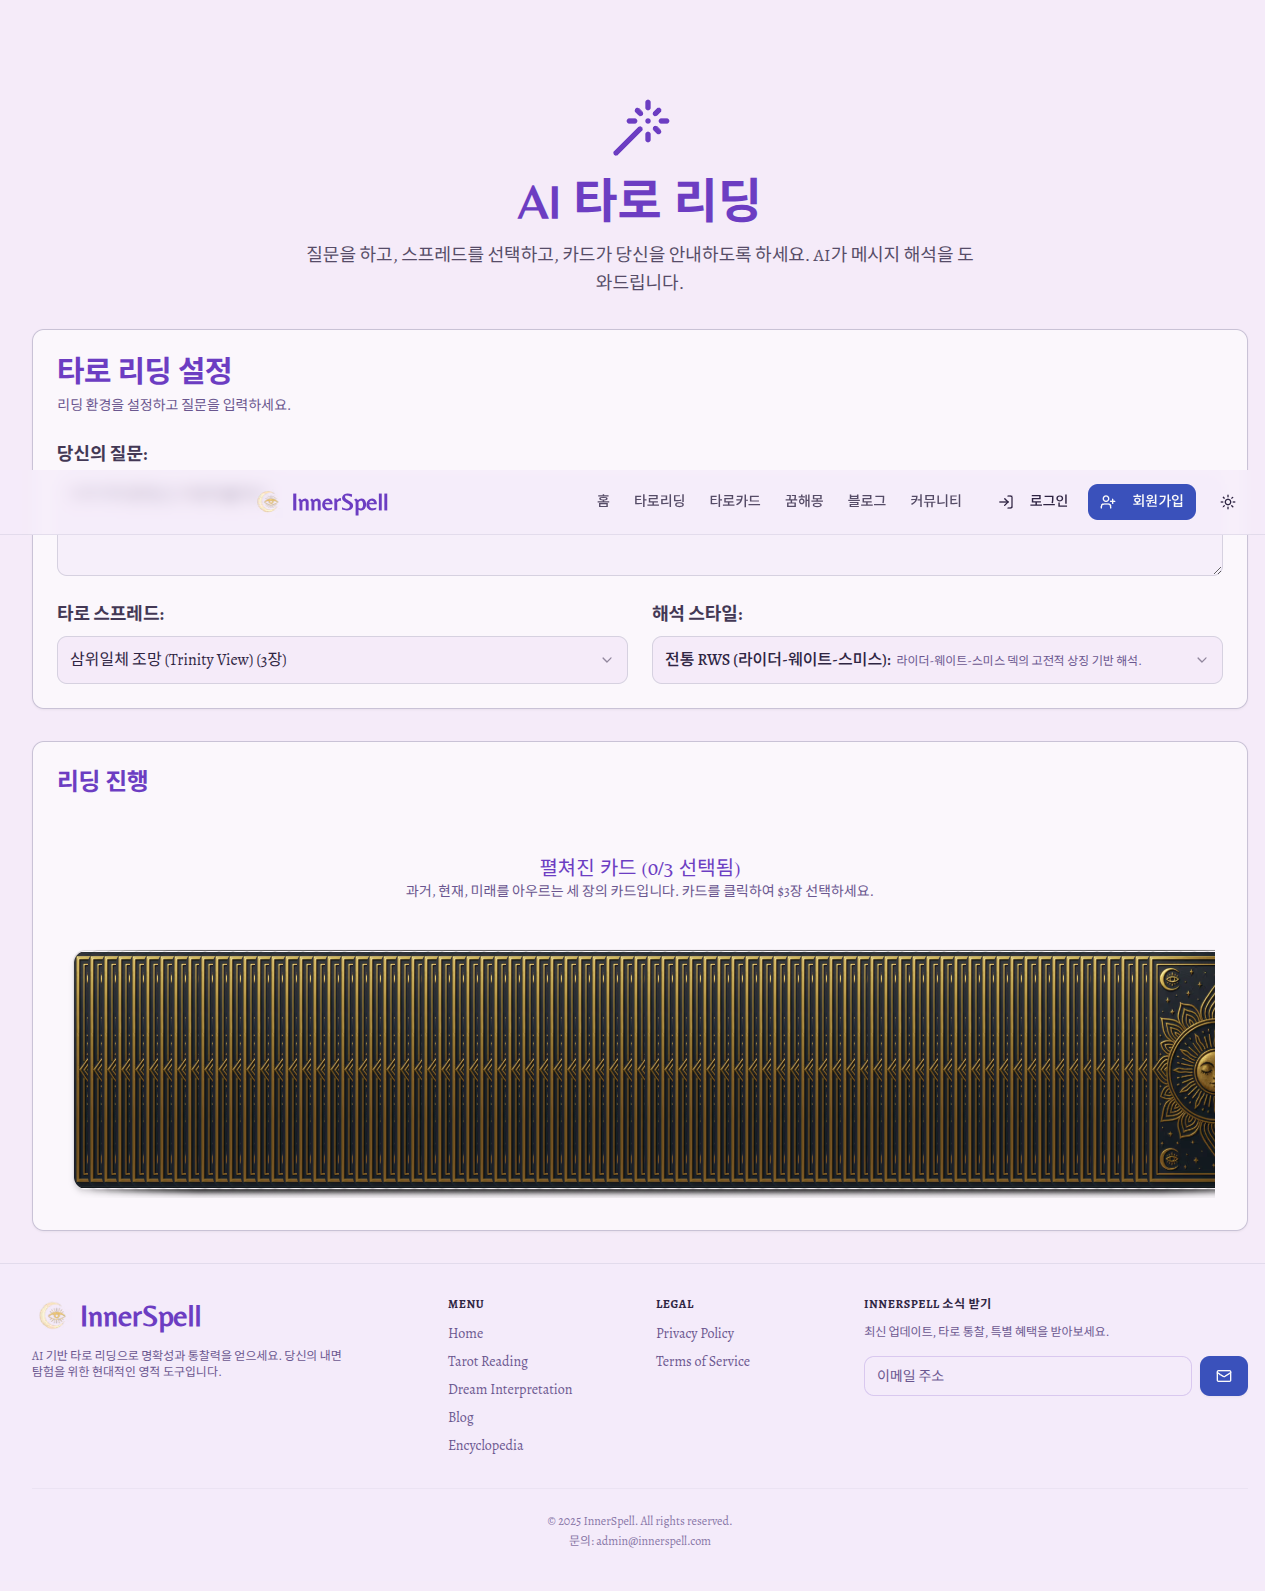 AI 타로 리딩
질문을 하고, 스프레드를 선택하고, 카드가 당신을 안내하도록 하세요. AI가 메시지 해석을 도
와드립니다.
타로 리딩 설정
리딩 환경을 설정하고 질문을 입력하세요.
당신의 질문:
InnerSpell 홈 타로리딩 타로카드 꿈해몽 블로그 커뮤니티 로그인 회원가입
타로 스프레드: 해석 스타일:
삼위일체 조망 (Trinity View) (3장) 전통 RWS (라이더-웨이트-스미스): 라이더-웨이트-스미스 덱의 고전적 상징 기반 해석.
리딩 진행
펼쳐진 카드 (0/3 선택됨)
과거, 현재, 미래를 아우르는 세 장의 카드입니다. 카드를 클릭하여 $3장 선택하세요.
InnerSpell
AI 기반 타로 리딩으로 명확성과 통찰력을 얻으세요. 당신의 내면
탐험을 위한 현대적인 영적 도구입니다.
MENU
Home
Tarot Reading
Dream Interpretation
Blog
Encyclopedia
LEGAL
Privacy Policy
Terms of Service
INNERSPELL 소식 받기
최신 업데이트, 타로 통찰, 특별 혜택을 받아보세요.
이메일 주소
© 2025 InnerSpell. All rights reserved.
문의: admin@innerspell.com